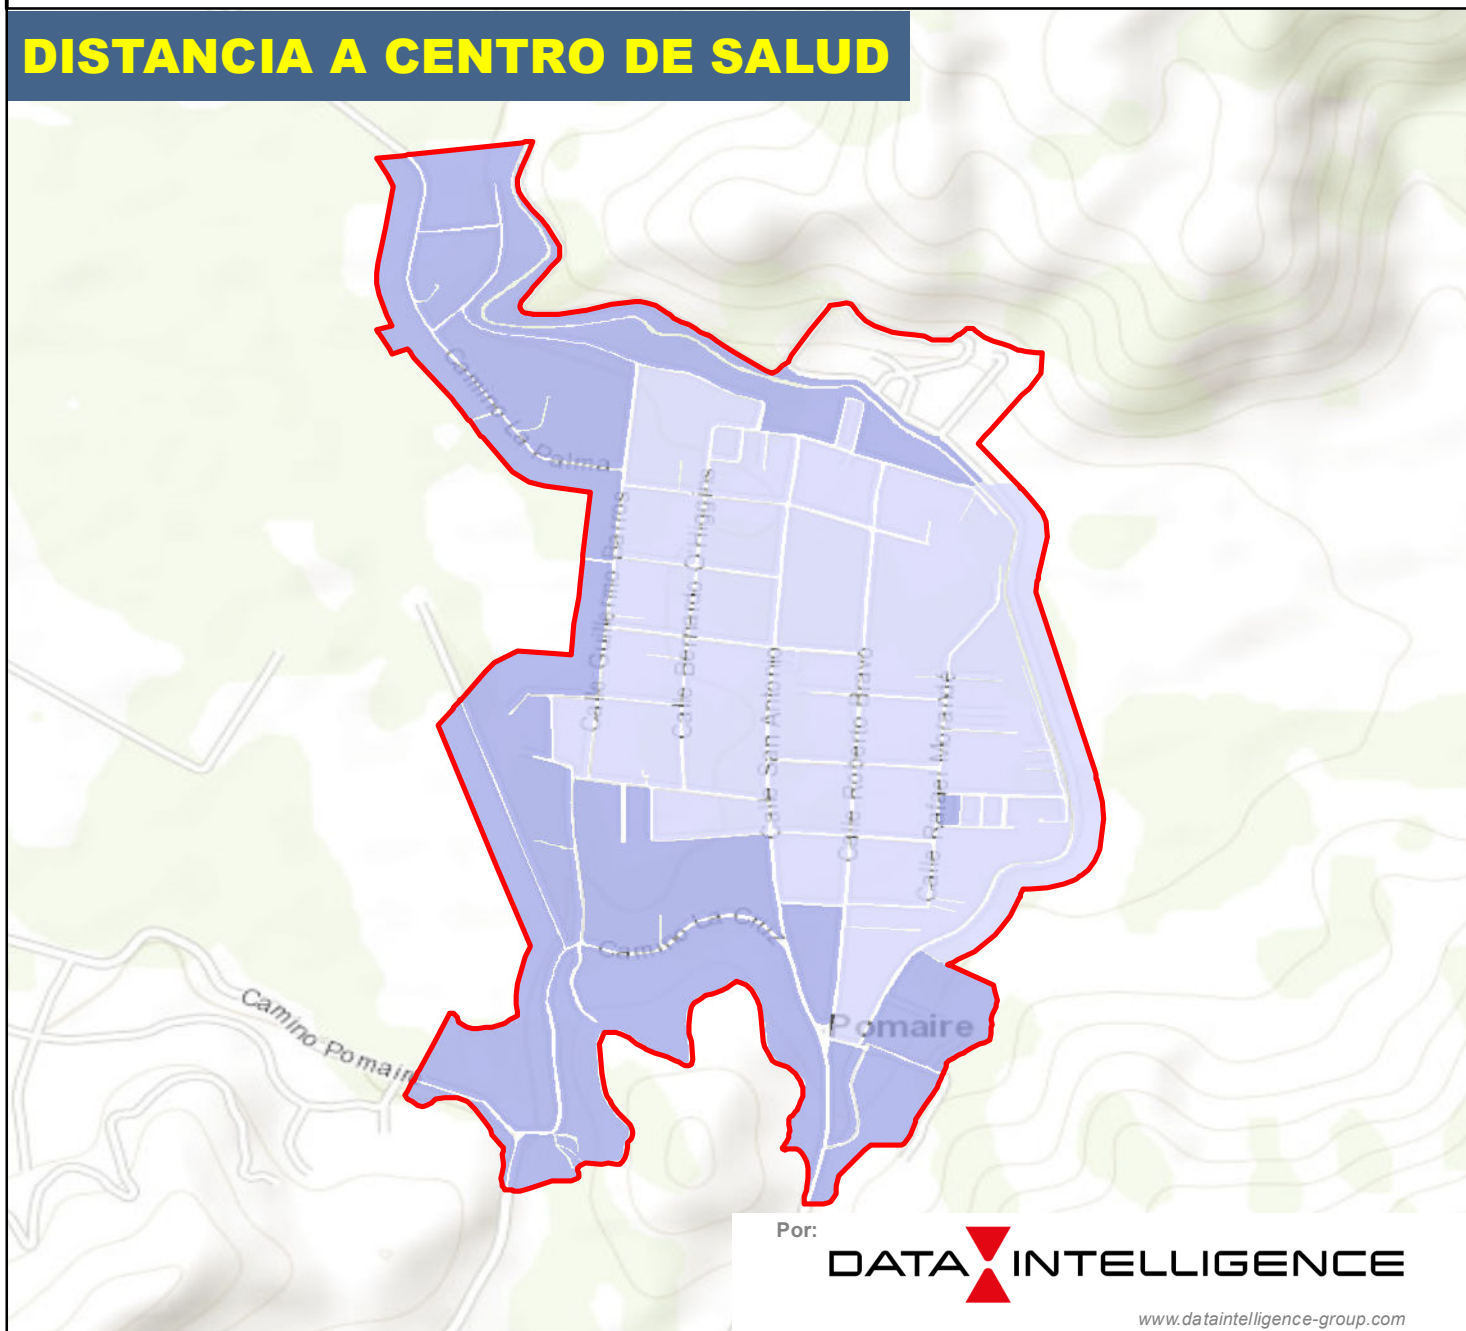 DISTANCIA A CENTRO DE SALUD
Camino La Palma
Calle Guillermo Barros
Calle Bernardo O'Higgins
Calle San Antonio
Calle Roberto Bravo
Calle Rafael Morandé
Camino La Cruz
Camino Pomaire
Pomaire
Por:
DATA INTELLIGENCE
www.dataintelligence-group.com